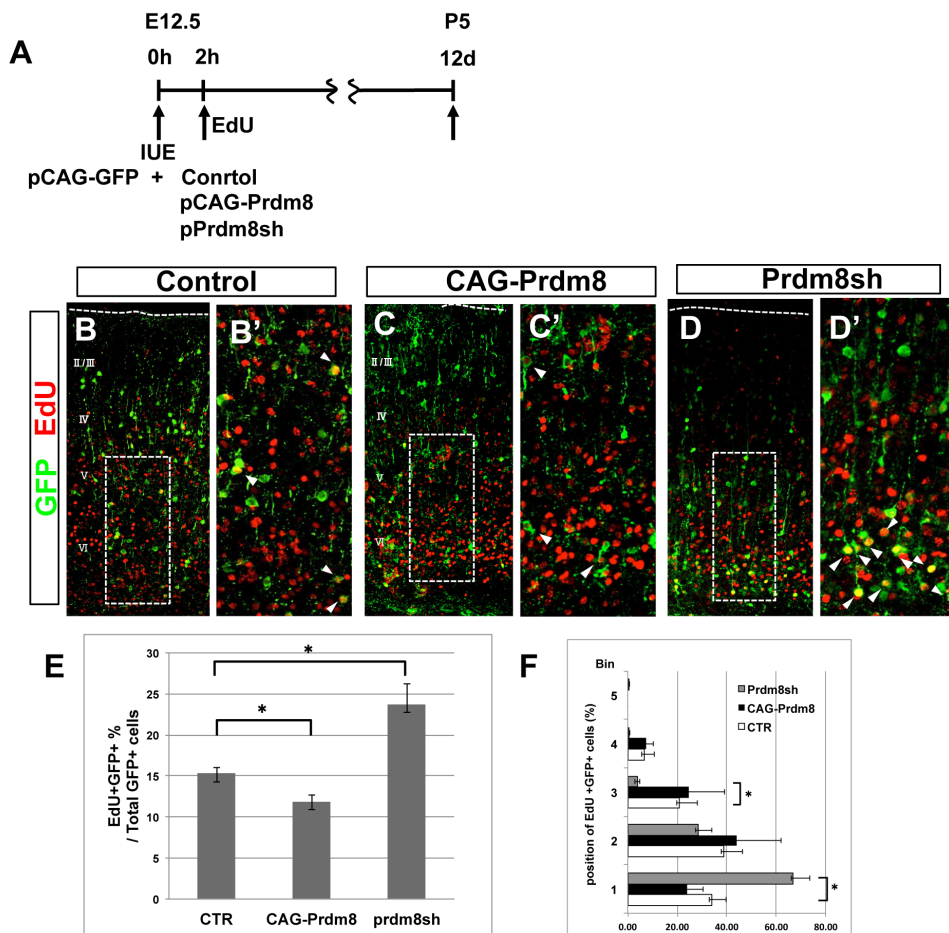 A
E12.5
P5
0h
2h
12d
EdU
IUE
pCAG-GFP + Conrtol
pCAG-Prdm8
pPrdm8sh
Control
CAG-Prdm8
Prdm8sh
GFP EdU
B
B'
C
C'
D
D'
II/III
IV
V
VI
II/III
IV
V
VI
E
EdU+GFP+ %
/ Total GFP+ cells
30
25
20
15
10
5
0
*
*
CTR
CAG-Prdm8
prdm8sh
F
Bin
position of EdU +GFP+ cells (%)
5
4
3
2
1
Prdm8sh
CAG-Prdm8
CTR
*
*
0.00
20.00
40.00
60.00
80.00